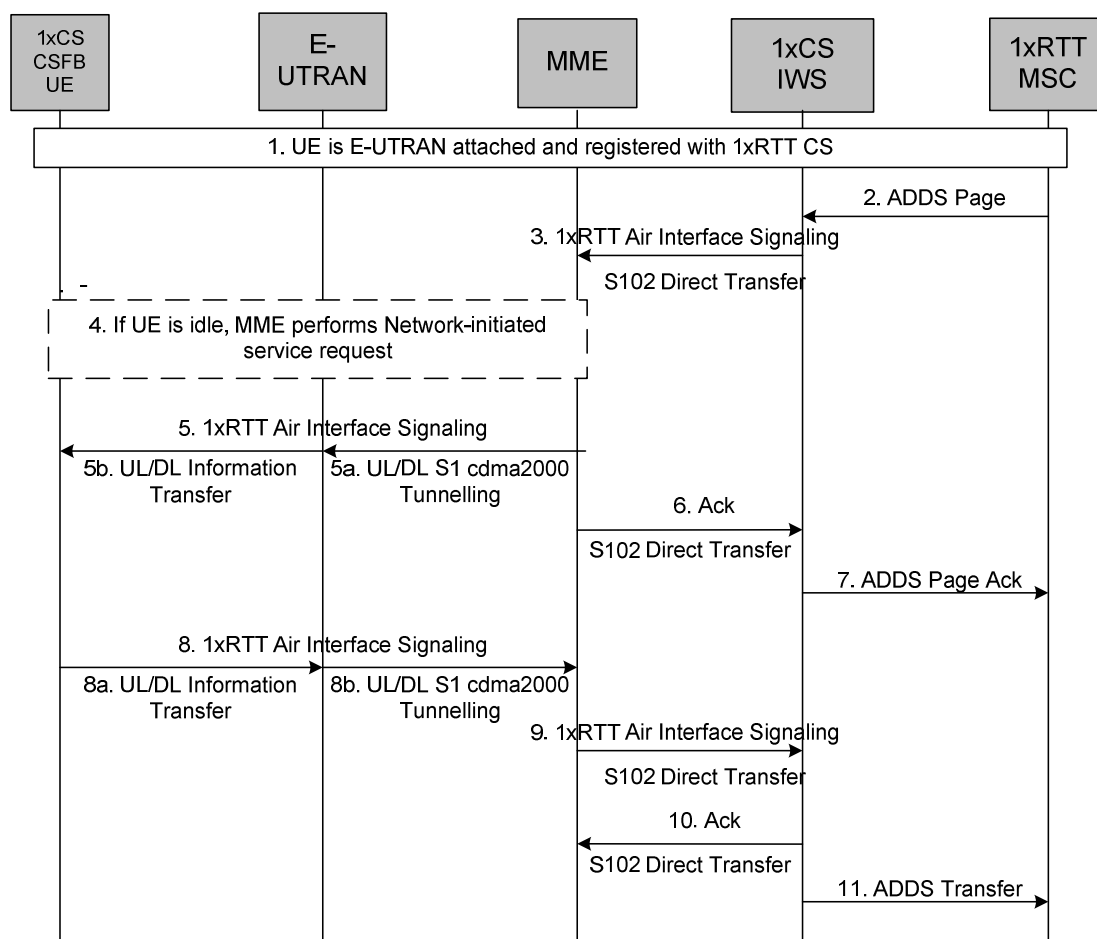 1xCS
CSFB
UE
E-
UTRAN
MME
1xCS
IWS
1xRTT
MSC
1. UE is E-UTRAN attached and registered with 1xRTT CS
2. ADDS Page
3. 1xRTT Air Interface Signaling
S102 Direct Transfer
4. If UE is idle, MME performs Network-initiated
service request
5. 1xRTT Air Interface Signaling
5b. UL/DL Information
Transfer
5a. UL/DL S1 cdma2000
Tunnelling
6. Ack
S102 Direct Transfer
7. ADDS Page Ack
8. 1xRTT Air Interface Signaling
8a. UL/DL Information
Transfer
8b. UL/DL S1 cdma2000
Tunnelling
9. 1xRTT Air Interface Signaling
S102 Direct Transfer
10. Ack
S102 Direct Transfer
11. ADDS Transfer